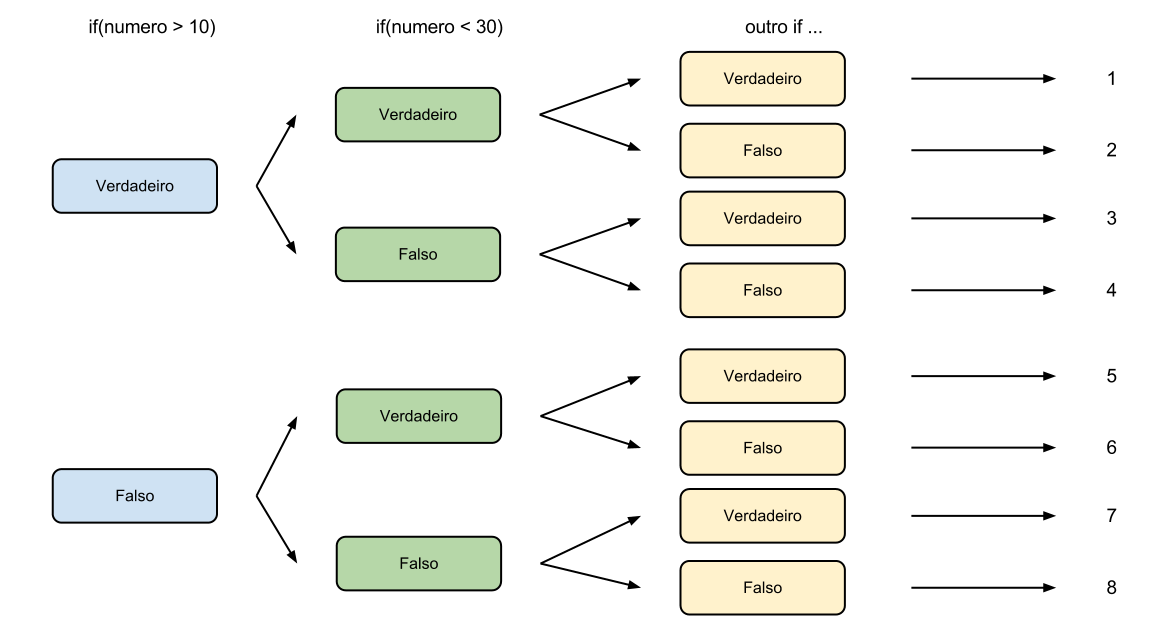 if(numero > 10)
if(numero < 30)
outro if ...
Verdadeiro
Verdadeiro
Verdadeiro
1
Falso
2
Falso
Verdadeiro
3
Falso
4
Falso
Verdadeiro
Verdadeiro
5
Falso
6
Falso
Verdadeiro
7
Falso
8